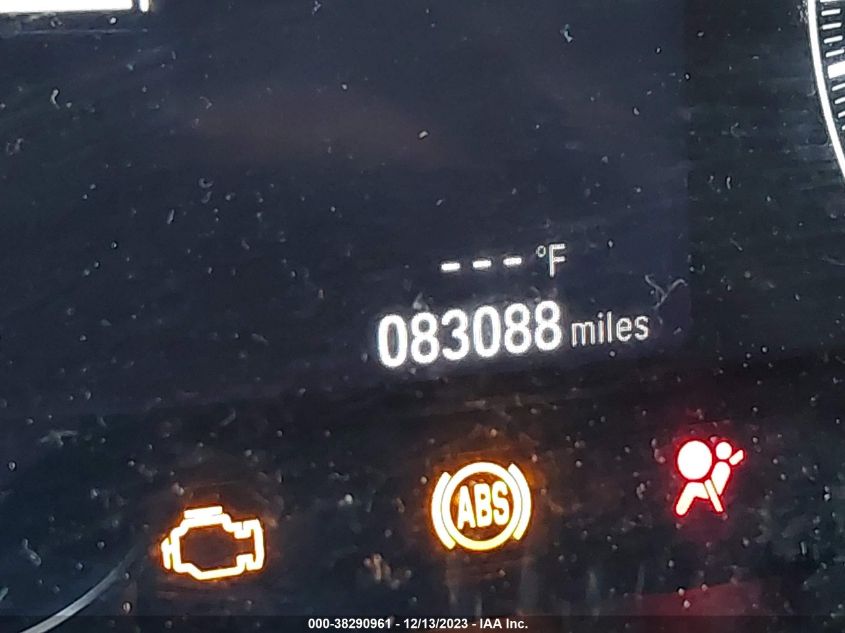 --- °F
083088 miles
ABS
000-38290961 - 12/13/2023 - IAA Inc.